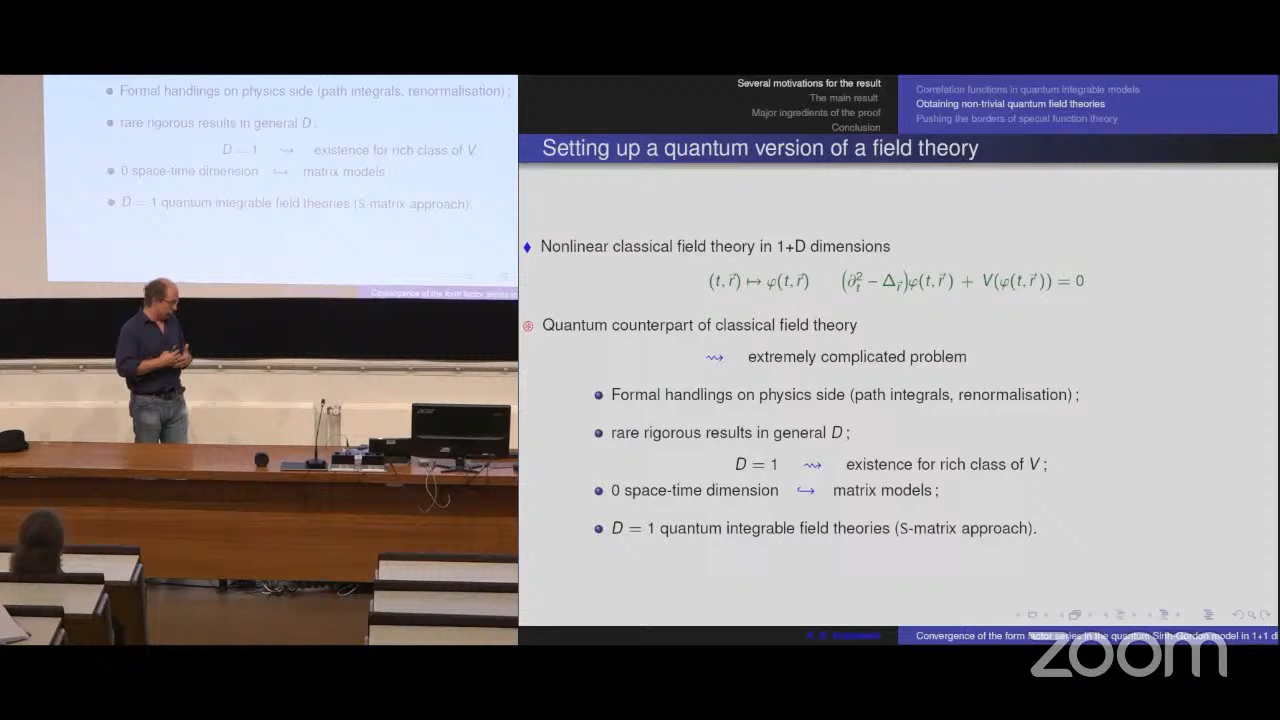 Formal handlings on physics side (path integrals, renormalisation) ;
rare rigorous results in general D .
D = 1 ⇝ existence for rich class of V
0 space-time dimension ↪ matrix models
D = 1 quantum integrable field theories (S-matrix approach).
Convergence of the form factor series in
acer
Several motivations for the result
The main result
Major ingredients of the proof
Conclusion
Correlation functions in quantum integrable models
Obtaining non-trivial quantum field theories
Pushing the borders of special function theory
Setting up a quantum version of a field theory
Nonlinear classical field theory in 1+D dimensions
(t, r⃗) ↦ φ(t, r⃗) (∂ₜ² − Δ_r⃗)φ(t, r⃗) + V(φ(t, r⃗)) = 0
Quantum counterpart of classical field theory
⇝ extremely complicated problem
Formal handlings on physics side (path integrals, renormalisation) ;
rare rigorous results in general D ;
D = 1 ⇝ existence for rich class of V ;
0 space-time dimension ↪ matrix models ;
D = 1 quantum integrable field theories (S-matrix approach).
Convergence of the form factor series in the quantum Sinh-Gordon model in 1+1 di
zoom